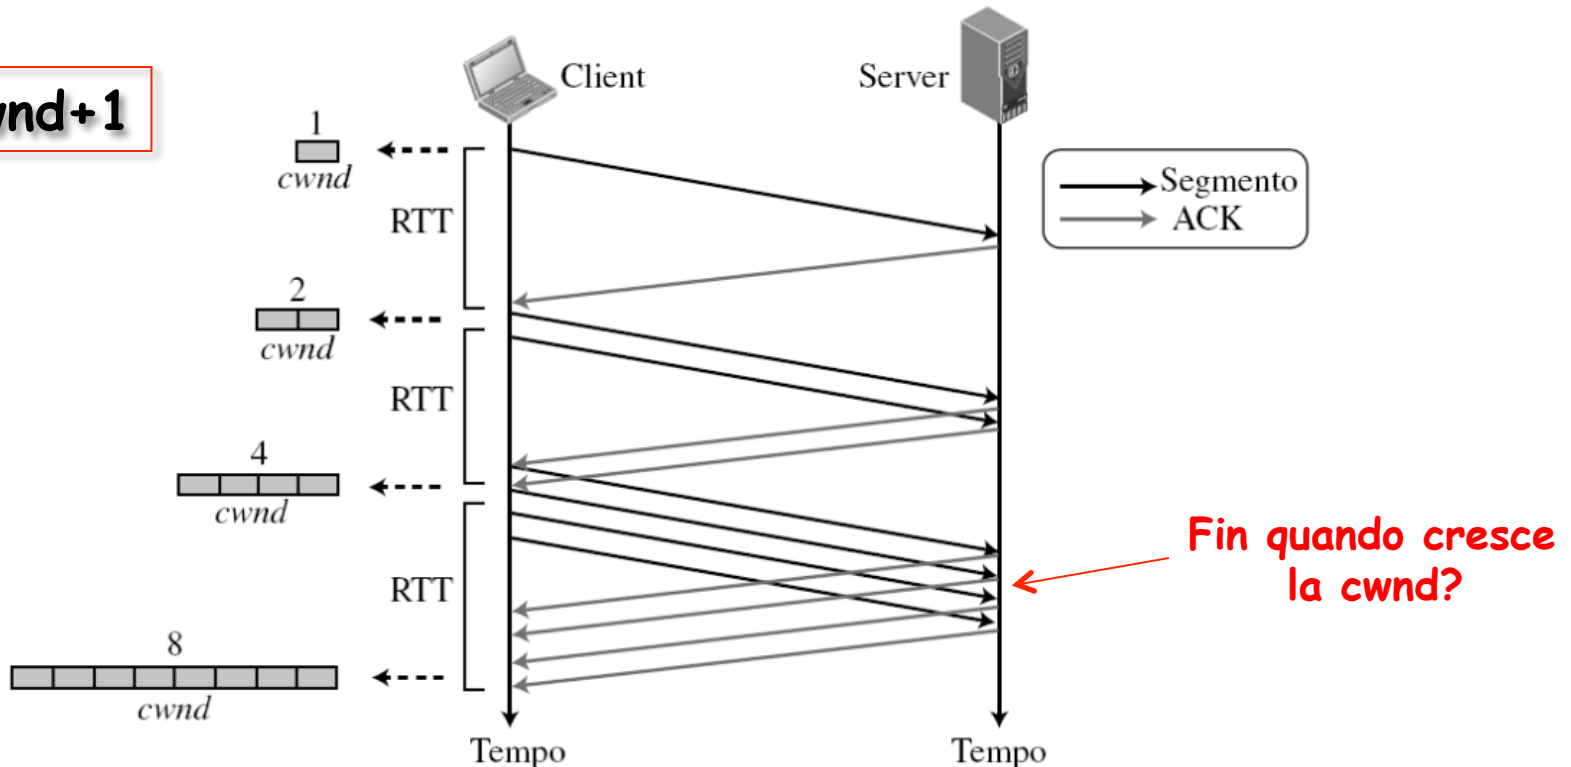 Client
Server
wnd+1
1
cwnd
Segmento
ACK
RTT
2
cwnd
RTT
4
cwnd
Fin quando cresce
la cwnd?
RTT
8
cwnd
Tempo
Tempo